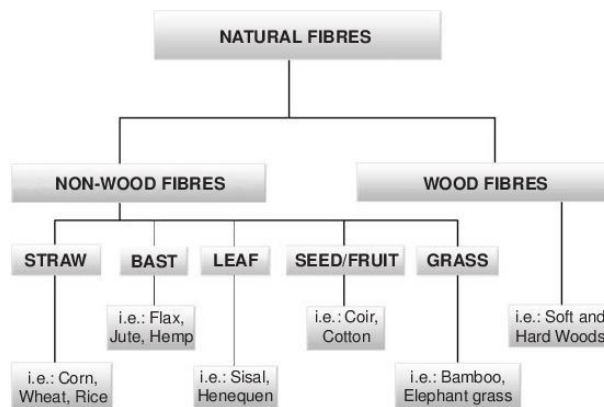 NATURAL FIBRES
NON-WOOD FIBRES
WOOD FIBRES
STRAW
BAST
LEAF
SEED/FRUIT
GRASS
i.e.: Flax,
Jute, Hemp
i.e.: Coir,
Cotton
i.e.: Soft and
Hard Woods
i.e.: Corn,
Wheat, Rice
i.e.: Sisal,
Henequen
i.e.: Bamboo,
Elephant grass